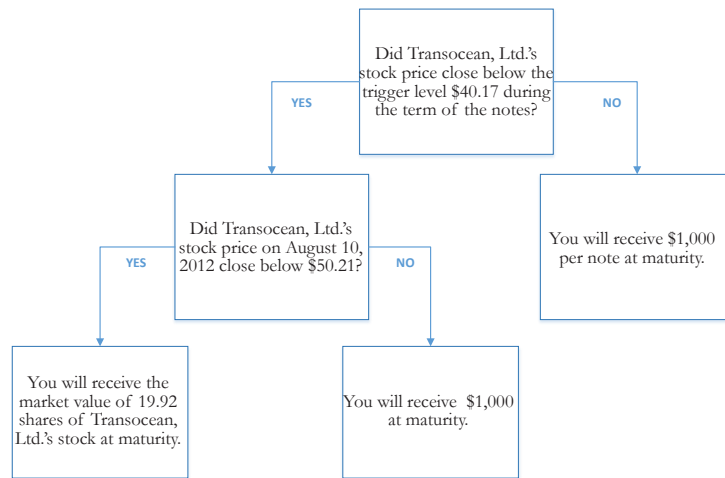 Did Transocean, Ltd.'s
stock price close below the
trigger level $40.17 during
the term of the notes?
YES
NO
Did Transocean, Ltd.'s
stock price on August 10,
2012 close below $50.21?
You will receive $1,000
per note at maturity.
YES
NO
You will receive the
market value of 19.92
shares of Transocean,
Ltd.'s stock at maturity.
You will receive $1,000
at maturity.